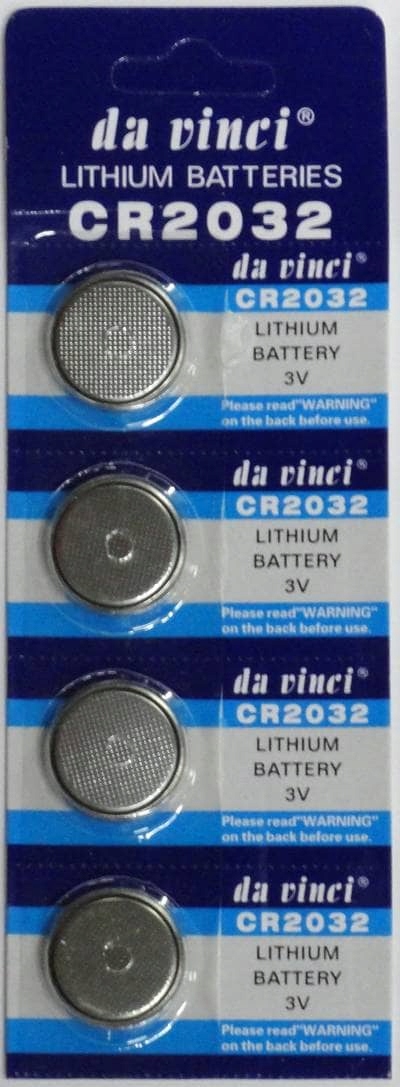 da vinci®
LITHIUM BATTERIES
CR2032
da vinci®
CR2032
LITHIUM
BATTERY
3V
Please read"WARNING"
on the back before use.
da vinci®
CR2032
LITHIUM
BATTERY
3V
Please read"WARNING"
on the back before use.
da vinci®
CR2032
LITHIUM
BATTERY
3V
Please read"WARNING"
on the back before use.
da vinci®
CR2032
LITHIUM
BATTERY
3V
Please read"WARNING"
on the back before use.